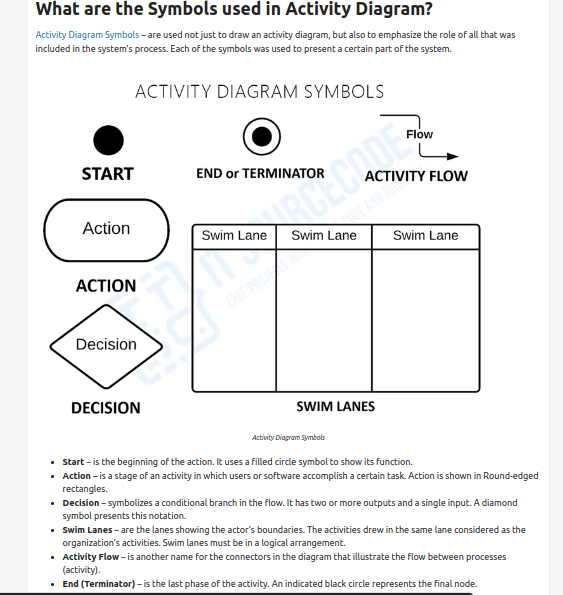 What are the Symbols used in Activity Diagram?
Activity Diagram Symbols – are used not just to draw an activity diagram, but also to emphasize the role of all that was
included in the system's process. Each of the symbols was used to present a certain part of the system.
ACTIVITY DIAGRAM SYMBOLS
Flow
START
END or TERMINATOR
ACTIVITY FLOW
Action
Swim Lane Swim Lane Swim Lane
ACTION
Decision
DECISION
SWIM LANES
IT SOURCECODE
FREE PROJECTS WITH CODE AND
Activity Diagram Symbols
• Start – is the beginning of the action. It uses a filled circle symbol to show its function.
• Action – is a stage of an activity in which users or software accomplish a certain task. Action is shown in Round-edged
rectangles.
• Decision – symbolizes a conditional branch in the flow. It has two or more outputs and a single input. A diamond
symbol presents this notation.
• Swim Lanes – are the lanes showing the actor's boundaries. The activities drew in the same lane considered as the
organization's activities. Swim lanes must be in a logical arrangement.
• Activity Flow – is another name for the connectors in the diagram that illustrate the flow between processes
(activity).
• End (Terminator) – is the last phase of the activity. An indicated black circle represents the final node.